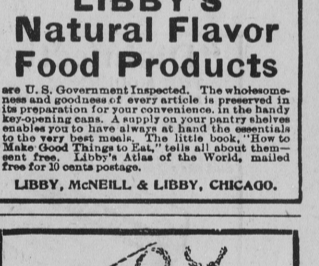 LIBBY'S
Natural Flavor
Food Products
are U. S. Government Inspected. The wholesome-
ness and goodness of every article is preserved in
its preparation for your convenience, in the handy
key-opening cans. A supply on your pantry shelves
enables you to have always at hand the essentials
to the very best meals. The little book, "How to
Make Good Things to Eat," tells all about them—
sent free. Libby's Atlas of the World, mailed
free for 10 cents postage.
LIBBY, McNEILL & LIBBY, CHICAGO.